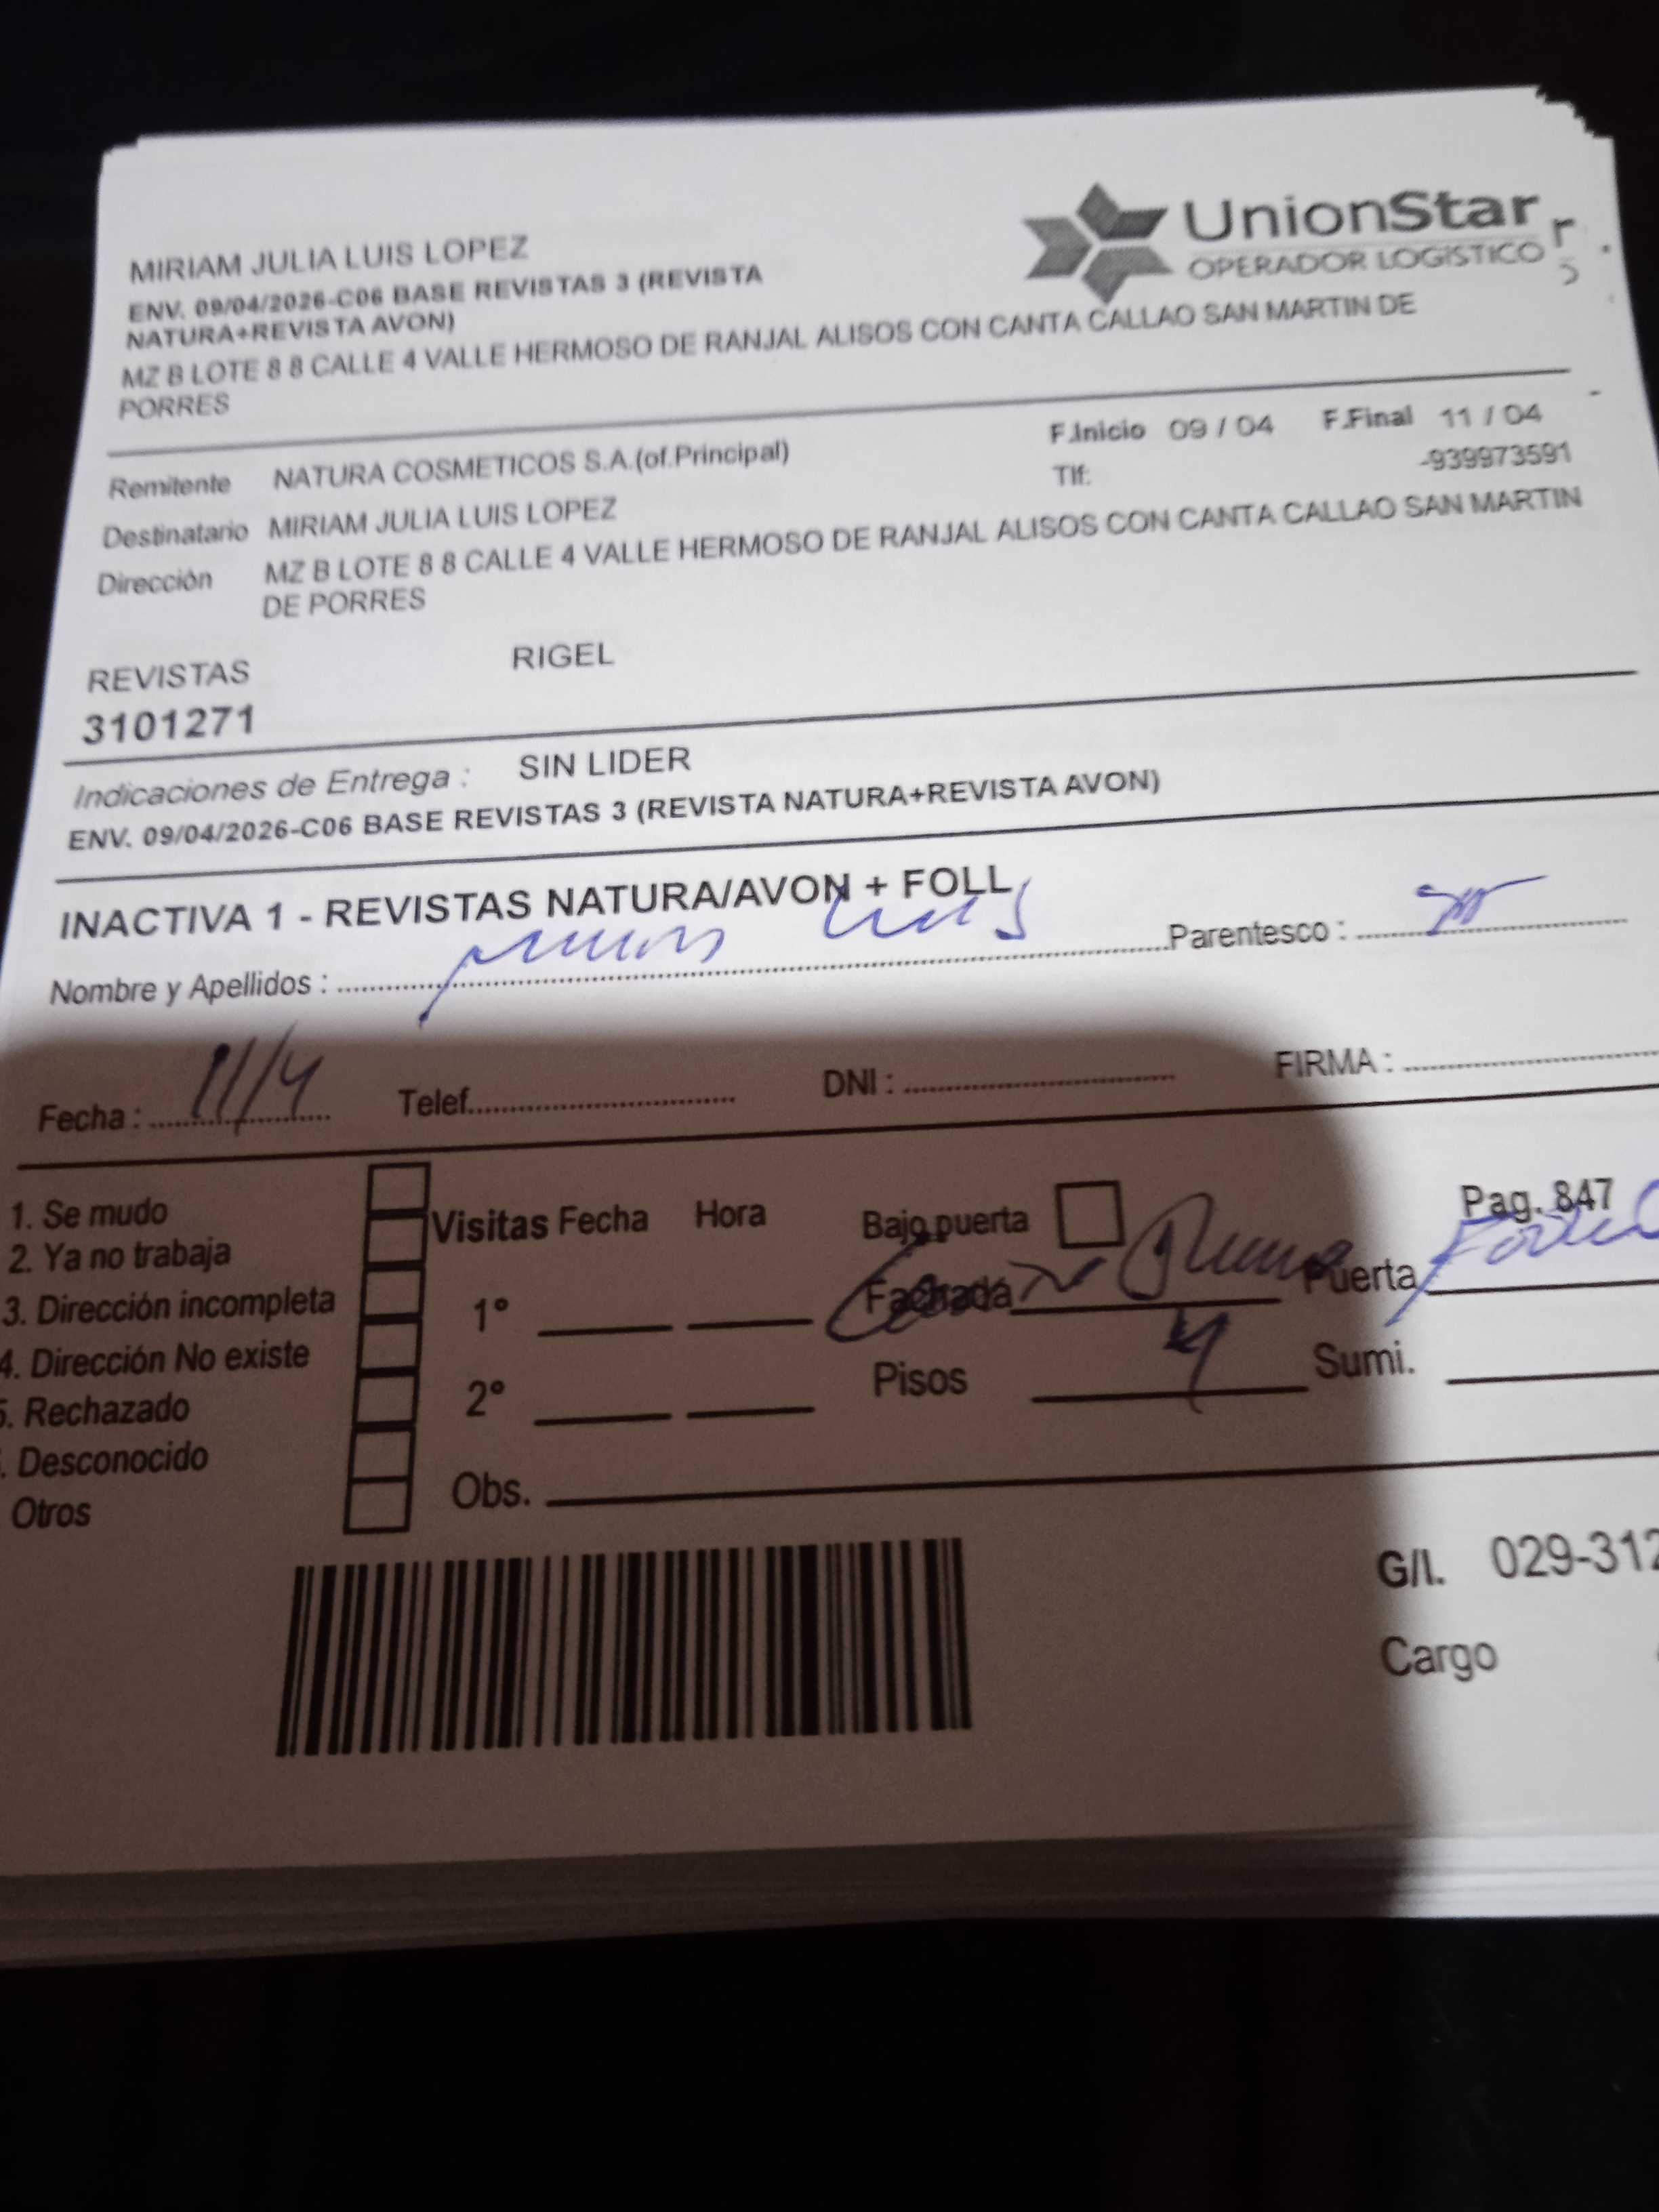 MIRIAM JULIA LUIS LOPEZ
UnionStar
OPERADOR LOGISTICO
ENV. 09/04/2026-C06 BASE REVISTAS 3 (REVISTA
NATURA+REVISTA AVON)
MZ B LOTE 8 8 CALLE 4 VALLE HERMOSO DE RANJAL ALISOS CON CANTA CALLAO SAN MARTIN DE
PORRES
Remitente NATURA COSMETICOS S.A.(of.Principal)
F.Inicio 09 / 04 F.Final 11 / 04
Destinatario MIRIAM JULIA LUIS LOPEZ
Tlf: -939973591
Dirección MZ B LOTE 8 8 CALLE 4 VALLE HERMOSO DE RANJAL ALISOS CON CANTA CALLAO SAN MARTIN
DE PORRES
REVISTAS RIGEL
3101271
Indicaciones de Entrega : SIN LIDER
ENV. 09/04/2026-C06 BASE REVISTAS 3 (REVISTA NATURA+REVISTA AVON)
INACTIVA 1 - REVISTAS NATURA/AVON + FOLL
Nombre y Apellidos : Luis Parentesco :
Fecha : 11/4 Telef. DNI : FIRMA :
1. Se mudo
2. Ya no trabaja
3. Dirección incompleta
4. Dirección No existe
5. Rechazado
. Desconocido
Otros
Visitas Fecha Hora
1°
2°
Obs.
Bajo puerta
Pag. 847
Fachada Puerta
Pisos 4 Sumi.
G/I. 029-312
Cargo